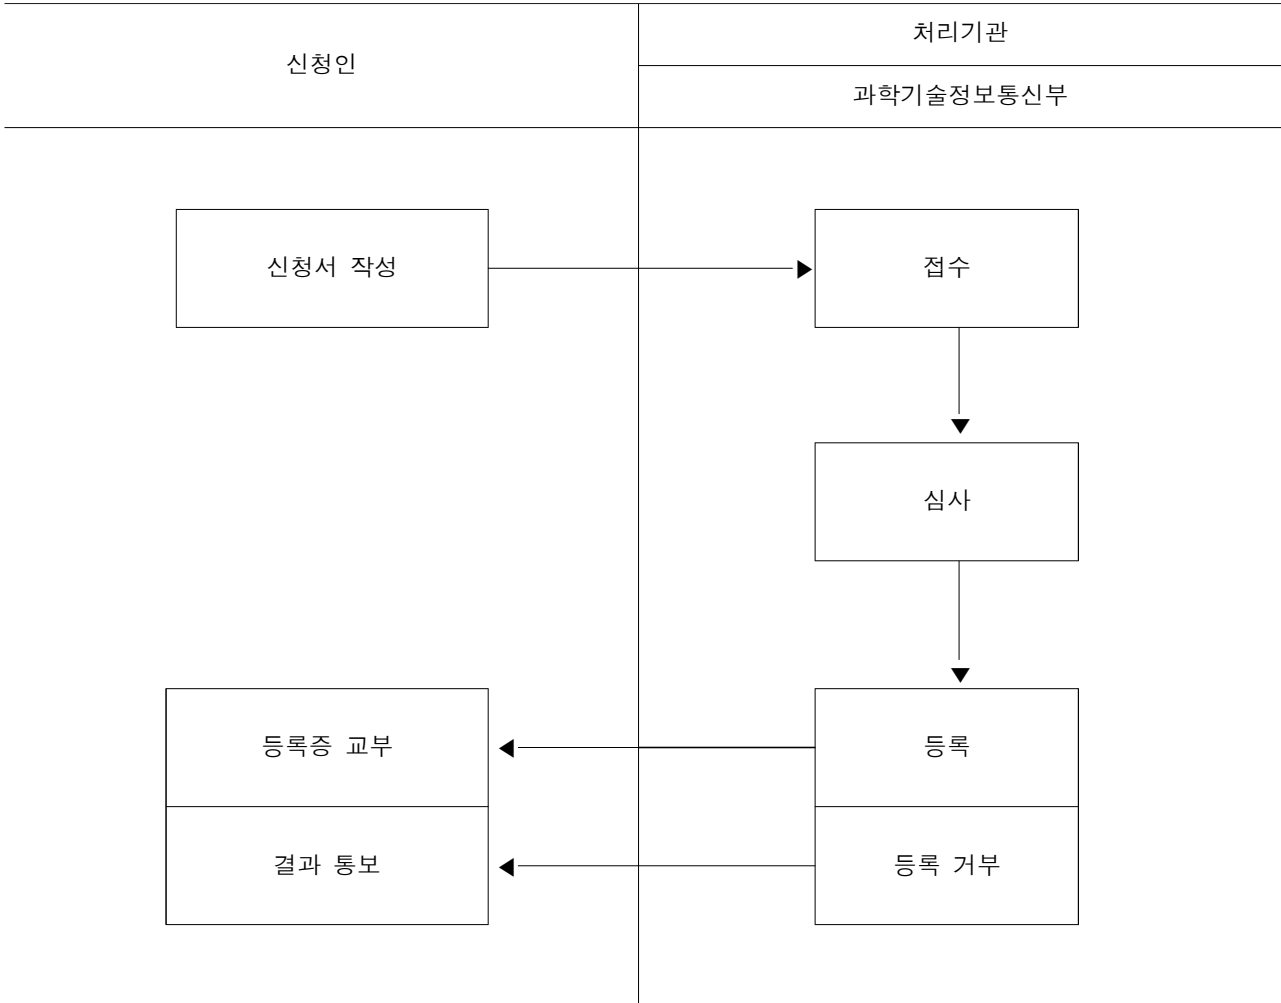 신청인
처리기관
과학기술정보통신부
신청서 작성
접수
심사
등록증 교부
등록
결과 통보
등록 거부